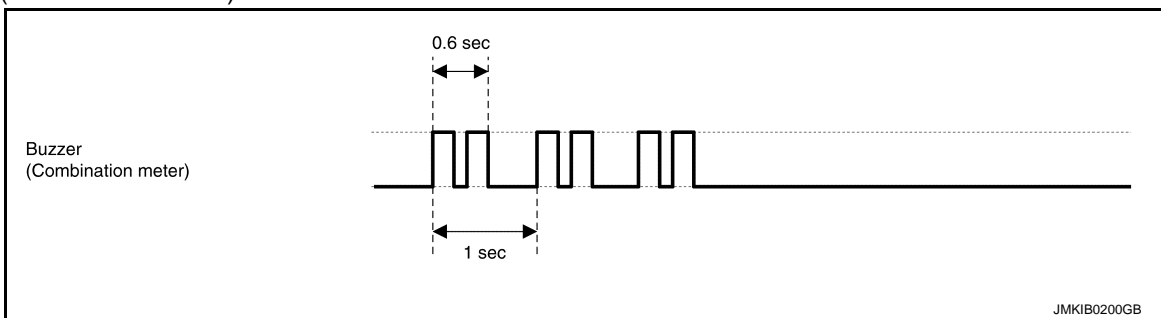 0.6 sec
Buzzer
(Combination meter)
1 sec
JMKIB0200GB